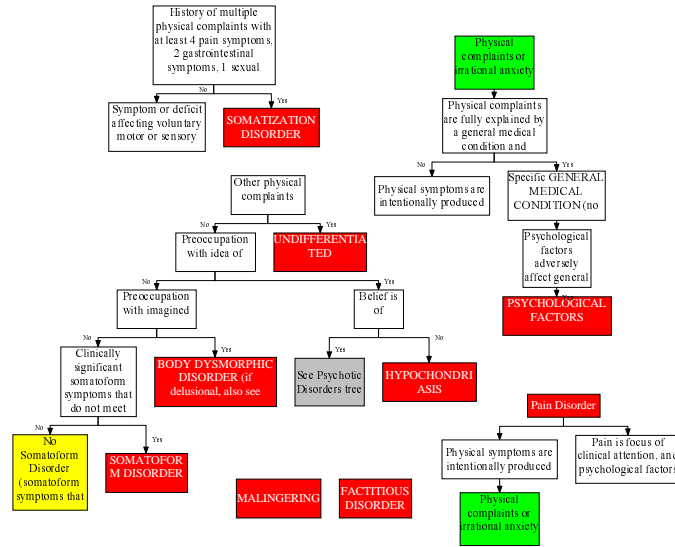 History of multiple
physical complaints with
at least 4 pain symptoms,
2 gastrointestinal
symptoms, 1 sexual
No
Yes
Symptom or deficit
affecting voluntary
motor or sensory
SOMATIZATION
DISORDER
Physical
complaints or
irrational anxiety
Physical complaints
are fully explained by
a general medical
condition and
No
Yes
Physical symptoms are
intentionally produced
Specific GENERAL
MEDICAL
CONDITION (no
Psychological
factors
adversely
affect general
Yes
PSYCHOLOGICAL
FACTORS
Other physical
complaints
No
Yes
Preoccupation
with idea of
UNDIFFERENTIA
TED
No
Yes
Preoccupation
with imagined
Belief is
of
No
Yes
Yes
No
Clinically
significant
somatoform
symptoms that
do not meet
BODY DYSMORPHIC
DISORDER (if
delusional, also see
See Psychotic
Disorders tree
HYPOCHONDRI
ASIS
No
Yes
No
Somatoform
Disorder
(somatoform
symptoms that
SOMATOFOR
M DISORDER
MALINGERING
FACTITIOUS
DISORDER
Pain Disorder
Physical symptoms are
intentionally produced
Pain is focus of
clinical attention, and
psychological factors
Physical
complaints or
irrational anxiety